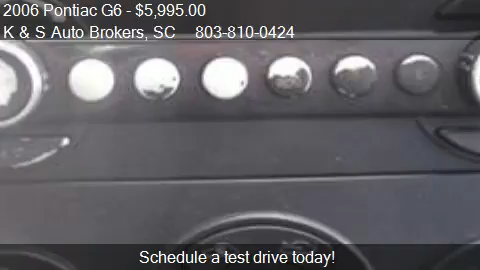 2006 Pontiac G6 - $5,995.00
K & S Auto Brokers, SC 803-810-0424
Schedule a test drive today!